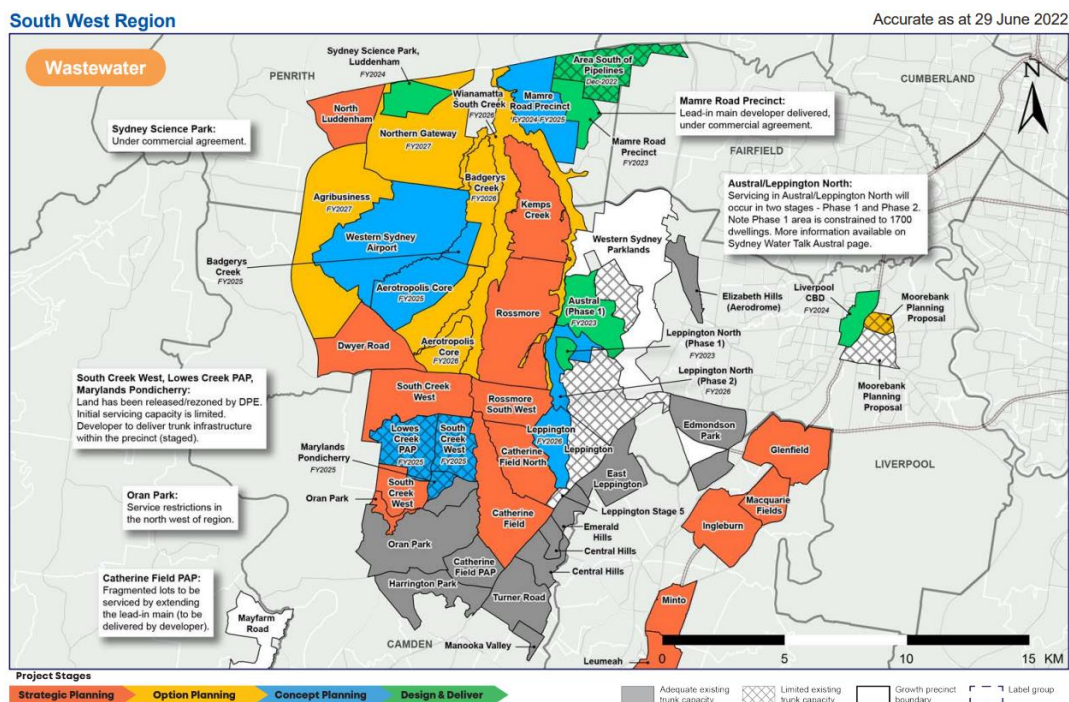 South West Region
Accurate as at 29 June 2022
Wastewater
PENRITH
Sydney Science Park,
Luddenham
FY2024
Area South of
Pipelines
Dec-2022
CUMBERLAND
N
Wianamatta
South Creek
FY2026
Mamre
Road Precinct
FY2024-FY2025
North
Luddenham
Mamre Road Precinct:
Lead-in main developer delivered,
under commercial agreement.
Sydney Science Park:
Under commercial agreement.
Northern Gateway
FY2027
Mamre Road
Precinct
FY2023
FAIRFIELD
Badgerys
Creek
FY2026
Agribusiness
FY2027
Kemps
Creek
Austral/Leppington North:
Servicing in Austral/Leppington North will
occur in two stages - Phase 1 and Phase 2.
Note Phase 1 area is constrained to 1700
dwellings. More information available on
Sydney Water Talk Austral page.
Western Sydney
Airport
Western Sydney
Parklands
Badgerys
Creek
FY2025
Aerotropolis Core
FY2025
Elizabeth Hills
(Aerodrome)
Liverpool
CBD
FY2024
Moorebank
Planning
Proposal
Rossmore
Austral
(Phase 1)
FY2023
Leppington North
(Phase 1)
FY2023
Dwyer Road
Aerotropolis
Core
FY2026
Moorebank
Planning
Proposal
South Creek West, Lowes Creek PAP,
Marylands Pondicherry:
Land has been released/rezoned by DPE.
Initial servicing capacity is limited.
Developer to deliver trunk infrastructure
within the precinct (staged).
South Creek
West
Rossmore
South West
Leppington North
(Phase 2)
FY2026
Lowes
Creek PAP
FY2025
South
Creek
West
FY2025
Leppington
FY2026
Leppington
Edmondson
Park
Marylands
Pondicherry
FY2025
Catherine
Field North
Glenfield
LIVERPOOL
East
Leppington
Oran Park
South
Creek
West
Macquarie
Fields
Oran Park:
Service restrictions in
the north west of region.
Catherine
Field
Leppington Stage 5
Ingleburn
Emerald
Hills
Oran Park
Central Hills
Catherine
Field PAP
Central Hills
Catherine Field PAP:
Fragmented lots to be
serviced by extending
the lead-in main (to be
delivered by developer).
Harrington Park
Turner Road
Minto
Mayfarm
Road
CAMDEN
Manooka Valley
Leumeah
0 5 10 15 KM
Project Stages
Strategic Planning
Option Planning
Concept Planning
Design & Deliver
Adequate existing
trunk capacity
Limited existing
trunk capacity
Growth precinct
boundary
Label group